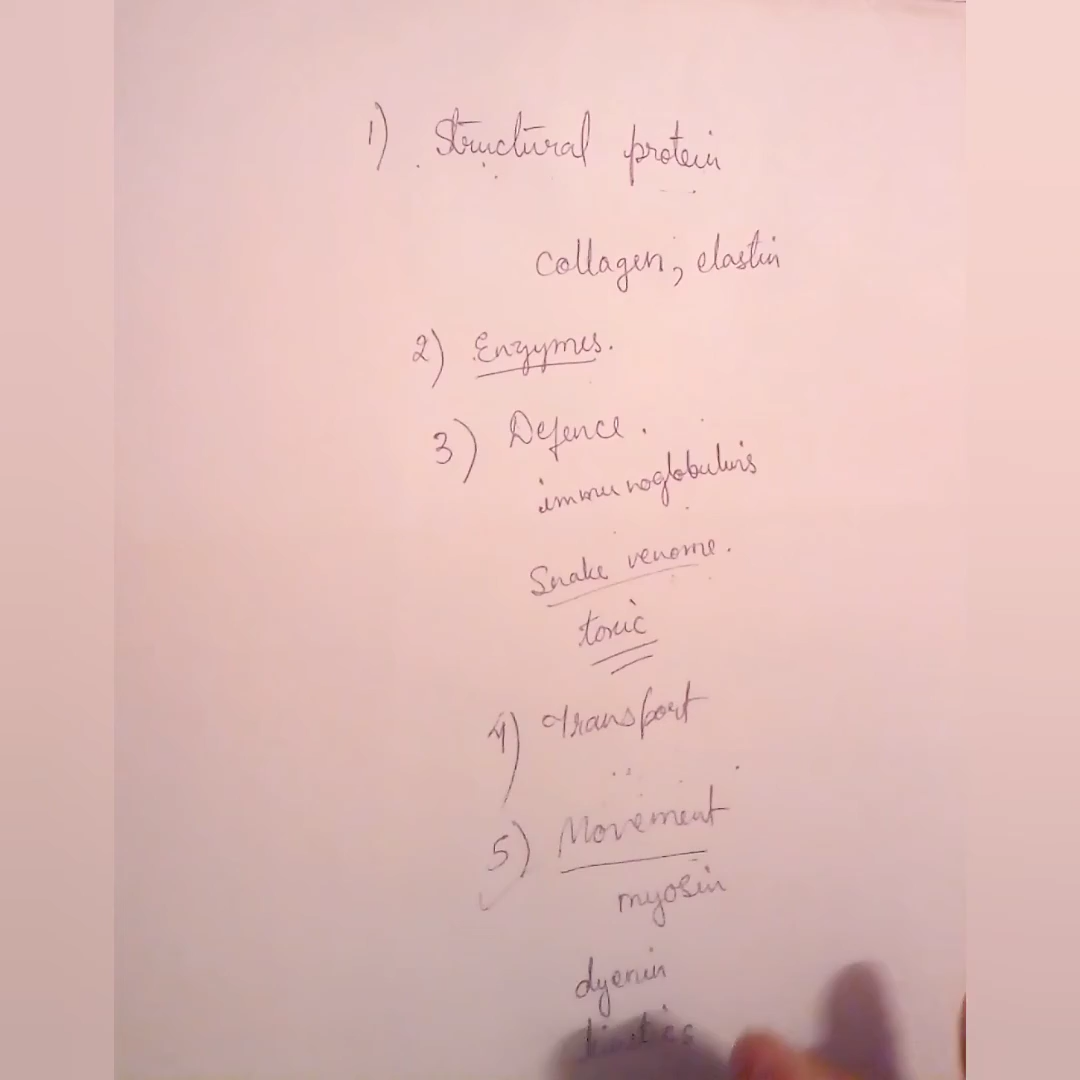 1) Structural protein
collagen, elastin
2) Enzymes.
3) Defence.
immunoglobulins
Snake venome.
toxic
4) Transport
5) Movement
myosin
dyenin